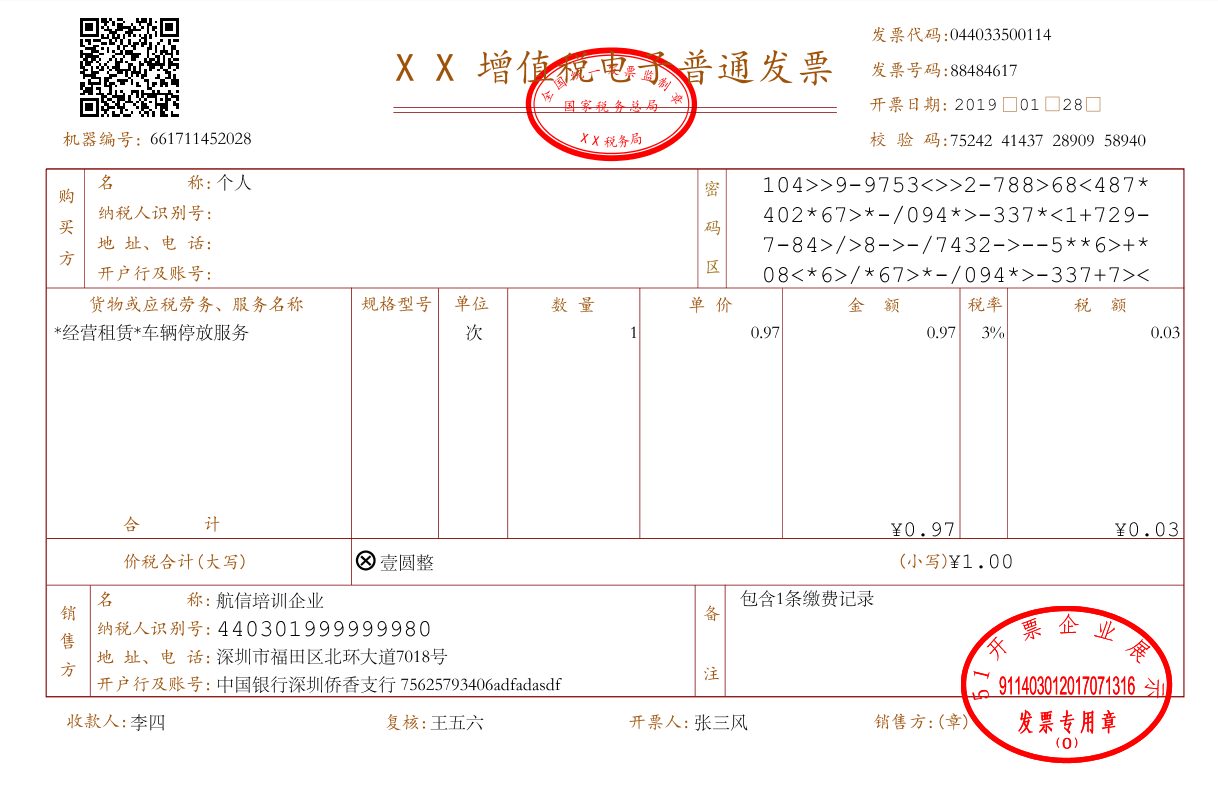 X X 增值税电子普通发票
全国统一发票监制章
国家税务总局
XX税务局
发票代码:044033500114
发票号码:88484617
开票日期: 2019 □01 □28□
机器编号: 661711452028
校 验 码:75242 41437 28909 58940
购买方
名 称: 个人
纳税人识别号:
地 址、电 话:
开户行及账号:
密码区
104>>9-9753<>>2-788>68<487*
402*67>*-/094*>-337*<1+729-
7-84>/>8->-/7432->--5**6>+*
08<*6>/*67>*-/094*>-337+7><
货物或应税劳务、服务名称 规格型号 单位 数 量 单 价 金 额 税率 税 额
*经营租赁*车辆停放服务 次 1 0.97 0.97 3% 0.03
合 计 ¥0.97 ¥0.03
价税合计(大写) ⊗壹圆整 (小写)¥1.00
销售方
名 称: 航信培训企业
纳税人识别号: 440301999999980
地 址、电 话: 深圳市福田区北环大道7018号
开户行及账号: 中国银行深圳侨香支行 75625793406adfadasdf
备注
包含1条缴费记录
51开票企业展示
911403012017071316
发票专用章
(O)
收款人: 李四 复核: 王五六 开票人: 张三风 销售方:(章)